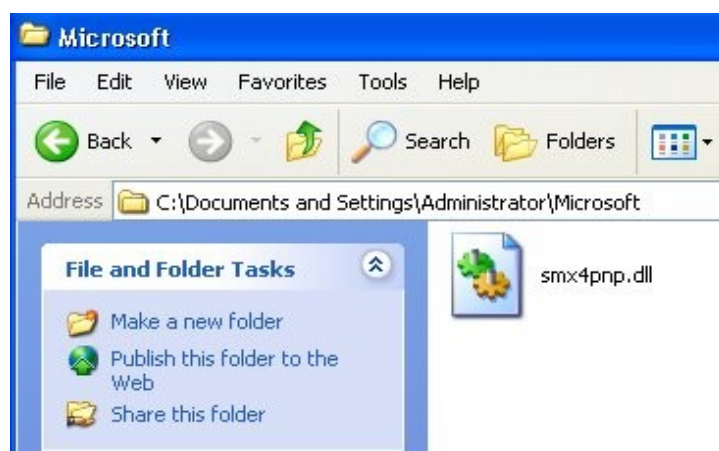 Microsoft
File Edit View Favorites Tools Help
Back Search Folders
Address C:\Documents and Settings\Administrator\Microsoft
File and Folder Tasks
smx4pnp.dll
Make a new folder
Publish this folder to the
Web
Share this folder